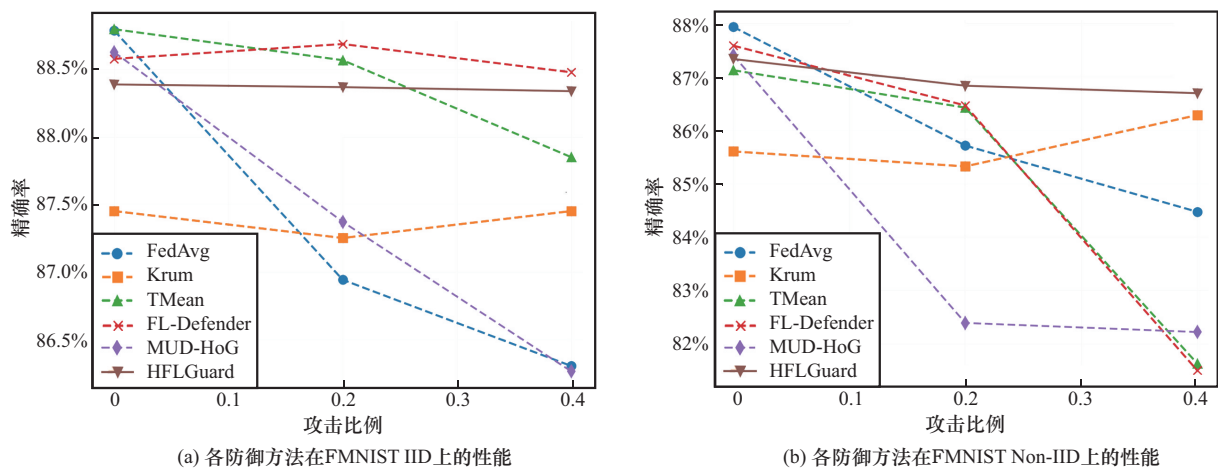 88.5%
88.0%
87.5%
87.0%
86.5%
精确率
FedAvg
Krum
TMean
FL-Defender
MUD-HoG
HFLGuard
0 0.1 0.2 0.3 0.4
攻击比例
(a) 各防御方法在FMNIST IID上的性能
88%
87%
86%
85%
84%
83%
82%
精确率
FedAvg
Krum
TMean
FL-Defender
MUD-HoG
HFLGuard
0 0.1 0.2 0.3 0.4
攻击比例
(b) 各防御方法在FMNIST Non-IID上的性能